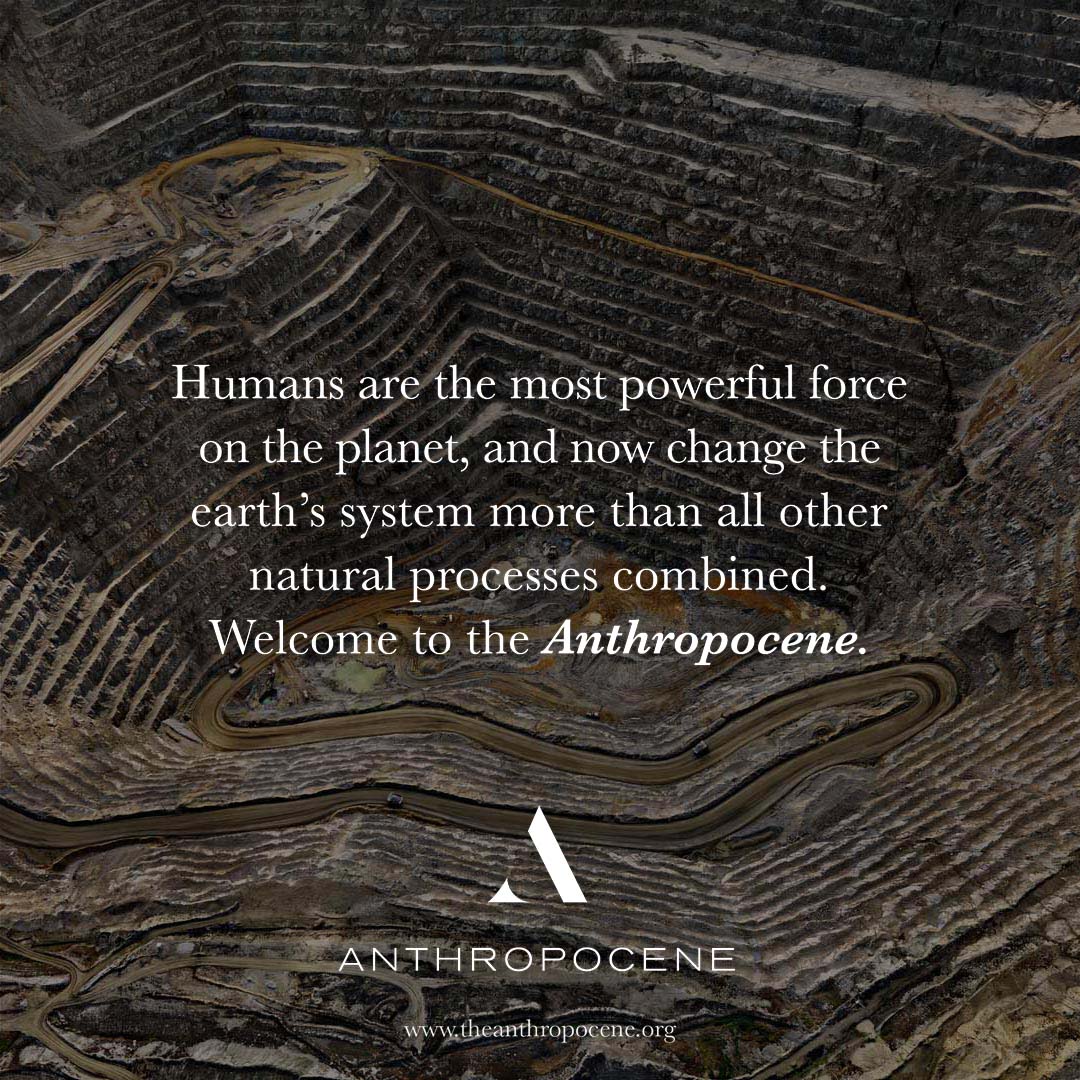 Humans are the most powerful force
on the planet, and now change the
earth’s system more than all other
natural processes combined.
Welcome to the Anthropocene.
ANTHROPOCENE
www.theanthropocene.org